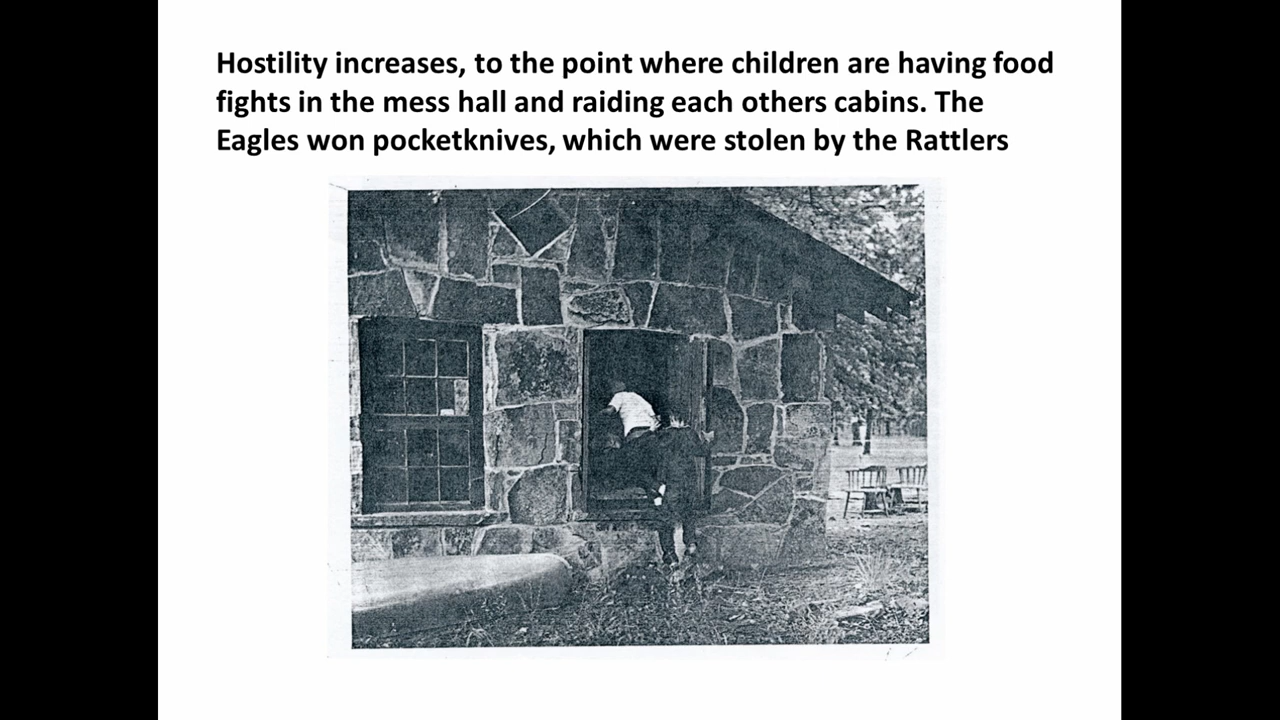 Hostility increases, to the point where children are having food
fights in the mess hall and raiding each others cabins. The
Eagles won pocketknives, which were stolen by the Rattlers